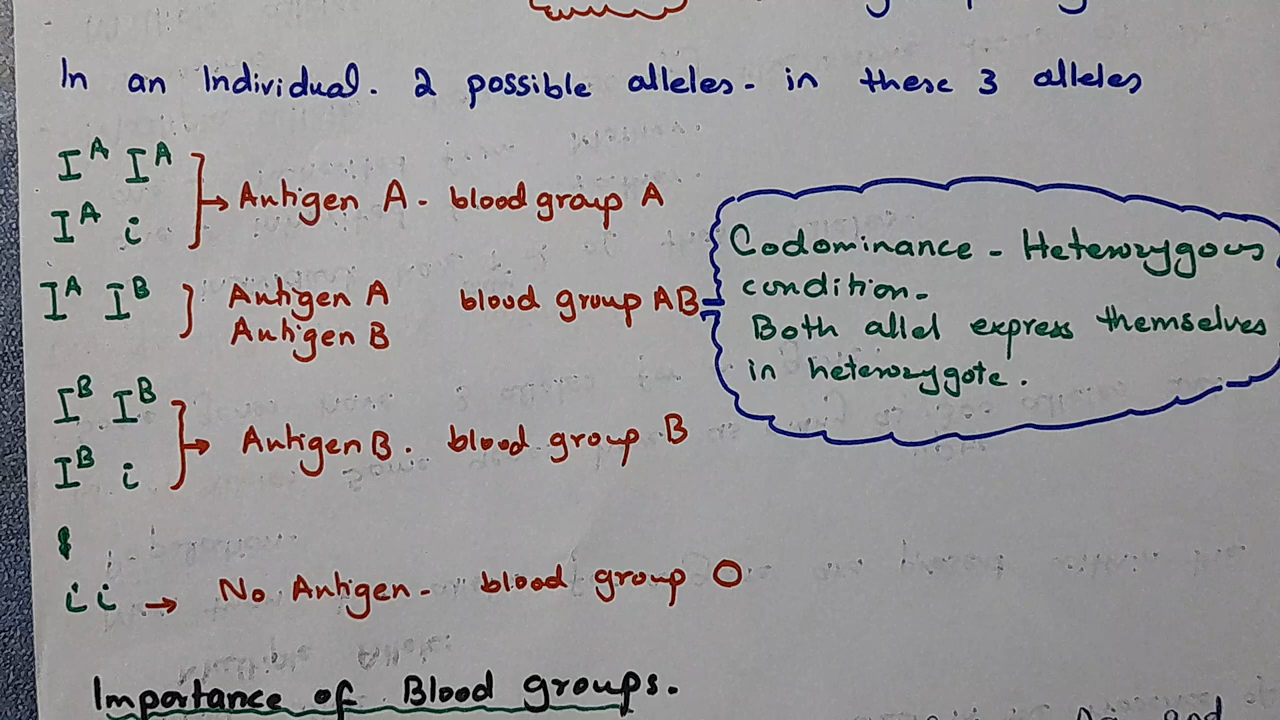 In an Individual. 2 possible alleles - in these 3 alleles
I^A I^A
I^A i
Antigen A - blood group A
I^A I^B
Antigen A
Antigen B
blood group AB
Codominance - Heterozygous
condition.
Both allel express themselves
in heterozygote.
I^B I^B
I^B i
Antigen B. blood group B
i i → No Antigen - blood group O
Importance of Blood groups.
and